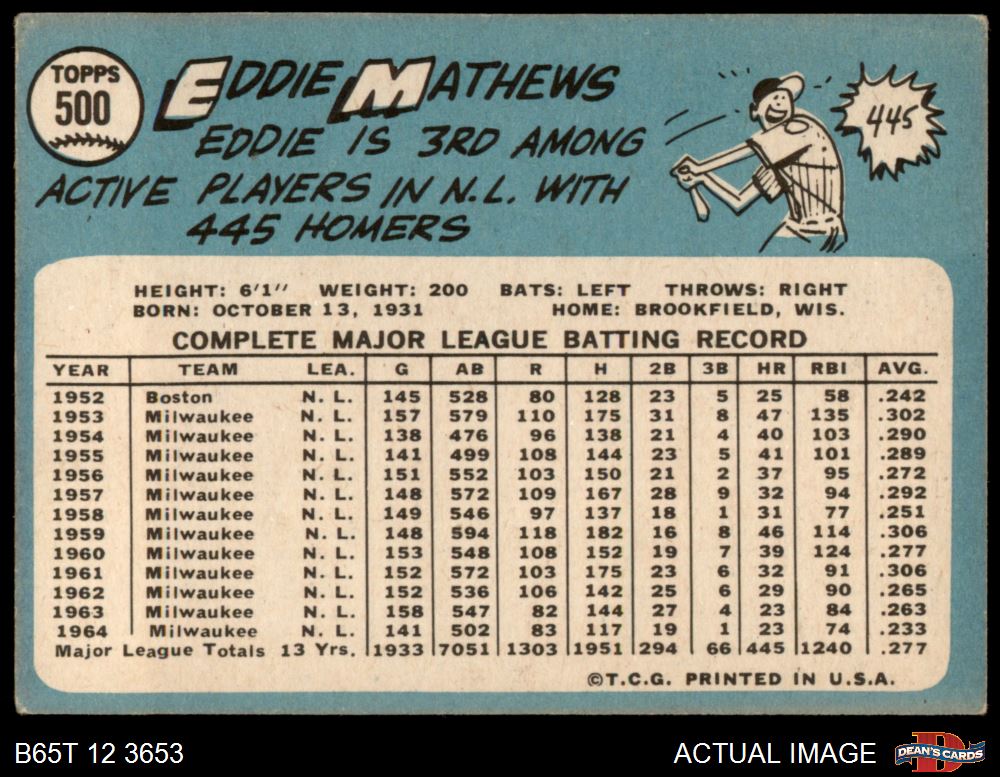 TOPPS
500
EDDIE MATHEWS
EDDIE IS 3RD AMONG
ACTIVE PLAYERS IN N.L. WITH
445 HOMERS
445
HEIGHT: 6'1" WEIGHT: 200 BATS: LEFT THROWS: RIGHT
BORN: OCTOBER 13, 1931 HOME: BROOKFIELD, WIS.
COMPLETE MAJOR LEAGUE BATTING RECORD
YEAR TEAM LEA. G AB R H 2B 3B HR RBI AVG.
1952 Boston N. L. 145 528 80 128 23 5 25 58 .242
1953 Milwaukee N. L. 157 579 110 175 31 8 47 135 .302
1954 Milwaukee N. L. 138 476 96 138 21 4 40 103 .290
1955 Milwaukee N. L. 141 499 108 144 23 5 41 101 .289
1956 Milwaukee N. L. 151 552 103 150 21 2 37 95 .272
1957 Milwaukee N. L. 148 572 109 167 28 9 32 94 .292
1958 Milwaukee N. L. 149 546 97 137 18 1 31 77 .251
1959 Milwaukee N. L. 148 594 118 182 16 8 46 114 .306
1960 Milwaukee N. L. 153 548 108 152 19 7 39 124 .277
1961 Milwaukee N. L. 152 572 103 175 23 6 32 91 .306
1962 Milwaukee N. L. 152 536 106 142 25 6 29 90 .265
1963 Milwaukee N. L. 158 547 82 144 27 4 23 84 .263
1964 Milwaukee N. L. 141 502 83 117 19 1 23 74 .233
Major League Totals 13 Yrs. 1933 7051 1303 1951 294 66 445 1240 .277
©T.C.G. PRINTED IN U.S.A.
B65T 12 3653 ACTUAL IMAGE
DEAN'S CARDS